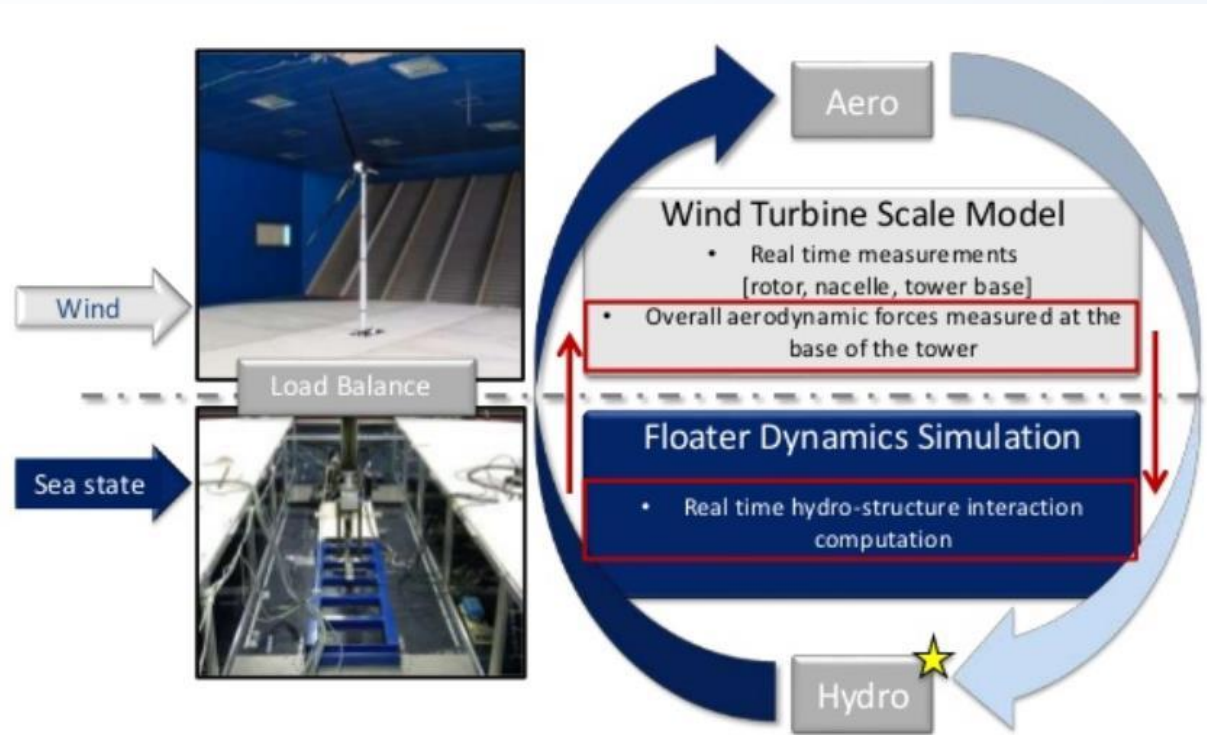 Aero
Wind Turbine Scale Model
• Real time measurements
[rotor, nacelle, tower base]
• Overall aerodynamic forces measured at the
base of the tower
Wind
Load Balance
Floater Dynamics Simulation
Sea state
• Real time hydro-structure interaction
computation
Hydro